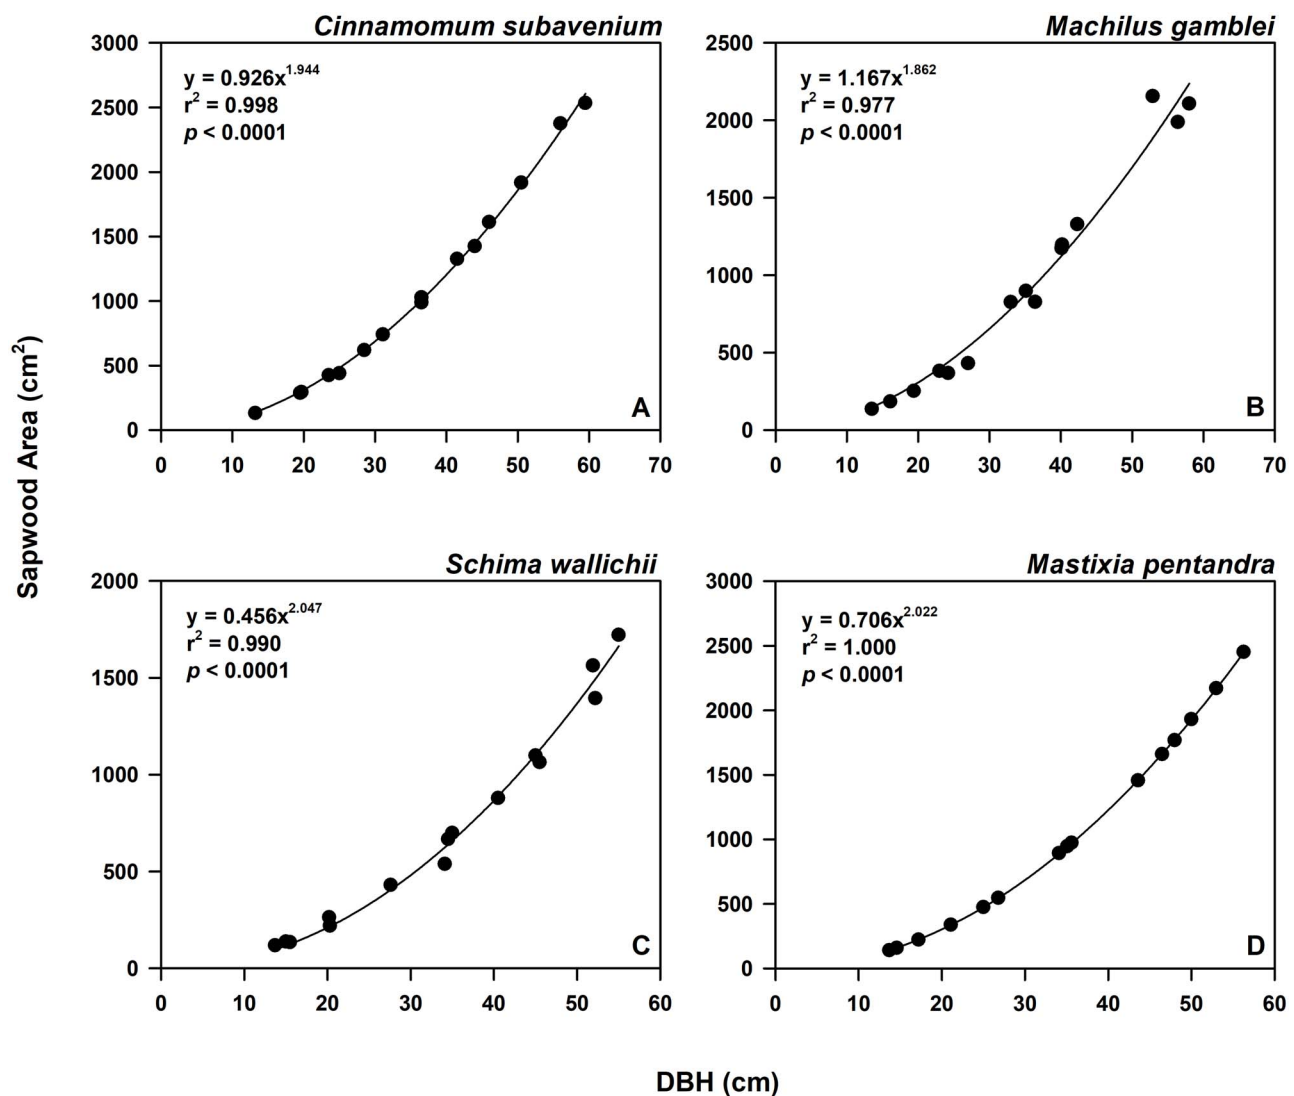 Cinnamomum subavenium
Machilus gamblei
3000
2500
2000
1500
1000
500
0
y = 0.926x^1.944
r² = 0.998
p < 0.0001
A
0 10 20 30 40 50 60 70
2500
2000
1500
1000
500
0
y = 1.167x^1.862
r² = 0.977
p < 0.0001
B
0 10 20 30 40 50 60 70
Sapwood Area (cm²)
Schima wallichii
Mastixia pentandra
2000
1500
1000
500
0
y = 0.456x^2.047
r² = 0.990
p < 0.0001
C
0 10 20 30 40 50 60
3000
2500
2000
1500
1000
500
0
y = 0.706x^2.022
r² = 1.000
p < 0.0001
D
0 10 20 30 40 50 60
DBH (cm)